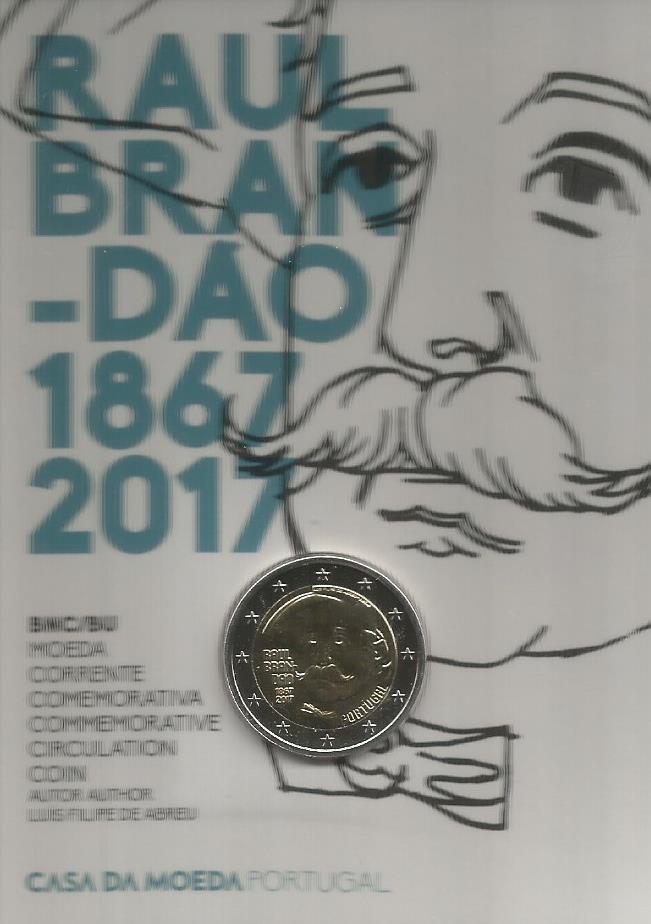 RAUL
BRAN
-DÃO
1867
2017
BNC/BU
MOEDA
CORRENTE
COMEMORATIVA
COMMEMORATIVE
CIRCULATION
COIN
AUTOR AUTHOR
LUIS FILIPE DE ABREU
RAUL
BRAN-
DÃO
1867
2017
PORTUGAL
CASA DA MOEDA PORTUGAL